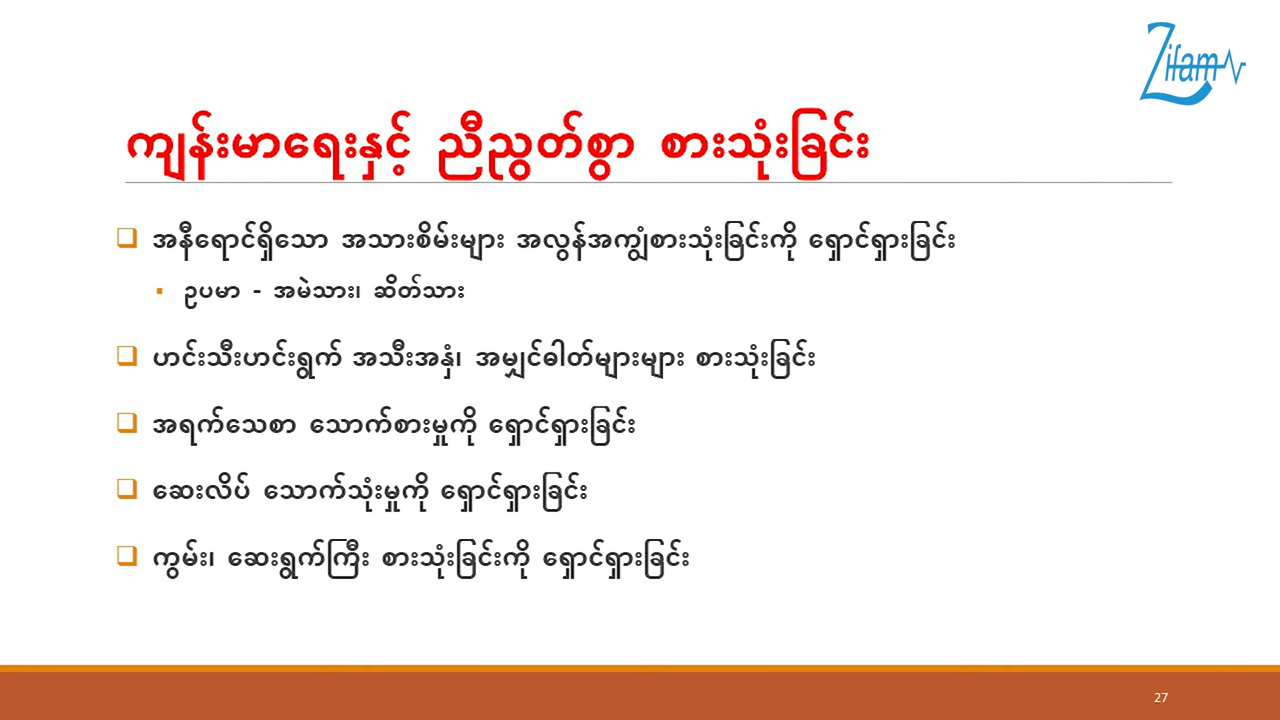 Zifam
ကျန်းမာရေးနှင့် ညီညွတ်စွာ စားသုံးခြင်း
အနီရောင်ရှိသော အသားစိမ်းများ အလွန်အကျွံစားသုံးခြင်းကို ရှောင်ရှားခြင်း
ဥပမာ - အမဲသား၊ ဆိတ်သား
ဟင်းသီးဟင်းရွက် အသီးအနှံ၊ အမျှင်ဓါတ်များများ စားသုံးခြင်း
အရက်သေစာ သောက်စားမှုကို ရှောင်ရှားခြင်း
ဆေးလိပ် သောက်သုံးမှုကို ရှောင်ရှားခြင်း
ကွမ်း၊ ဆေးရွက်ကြီး စားသုံးခြင်းကို ရှောင်ရှားခြင်း
27